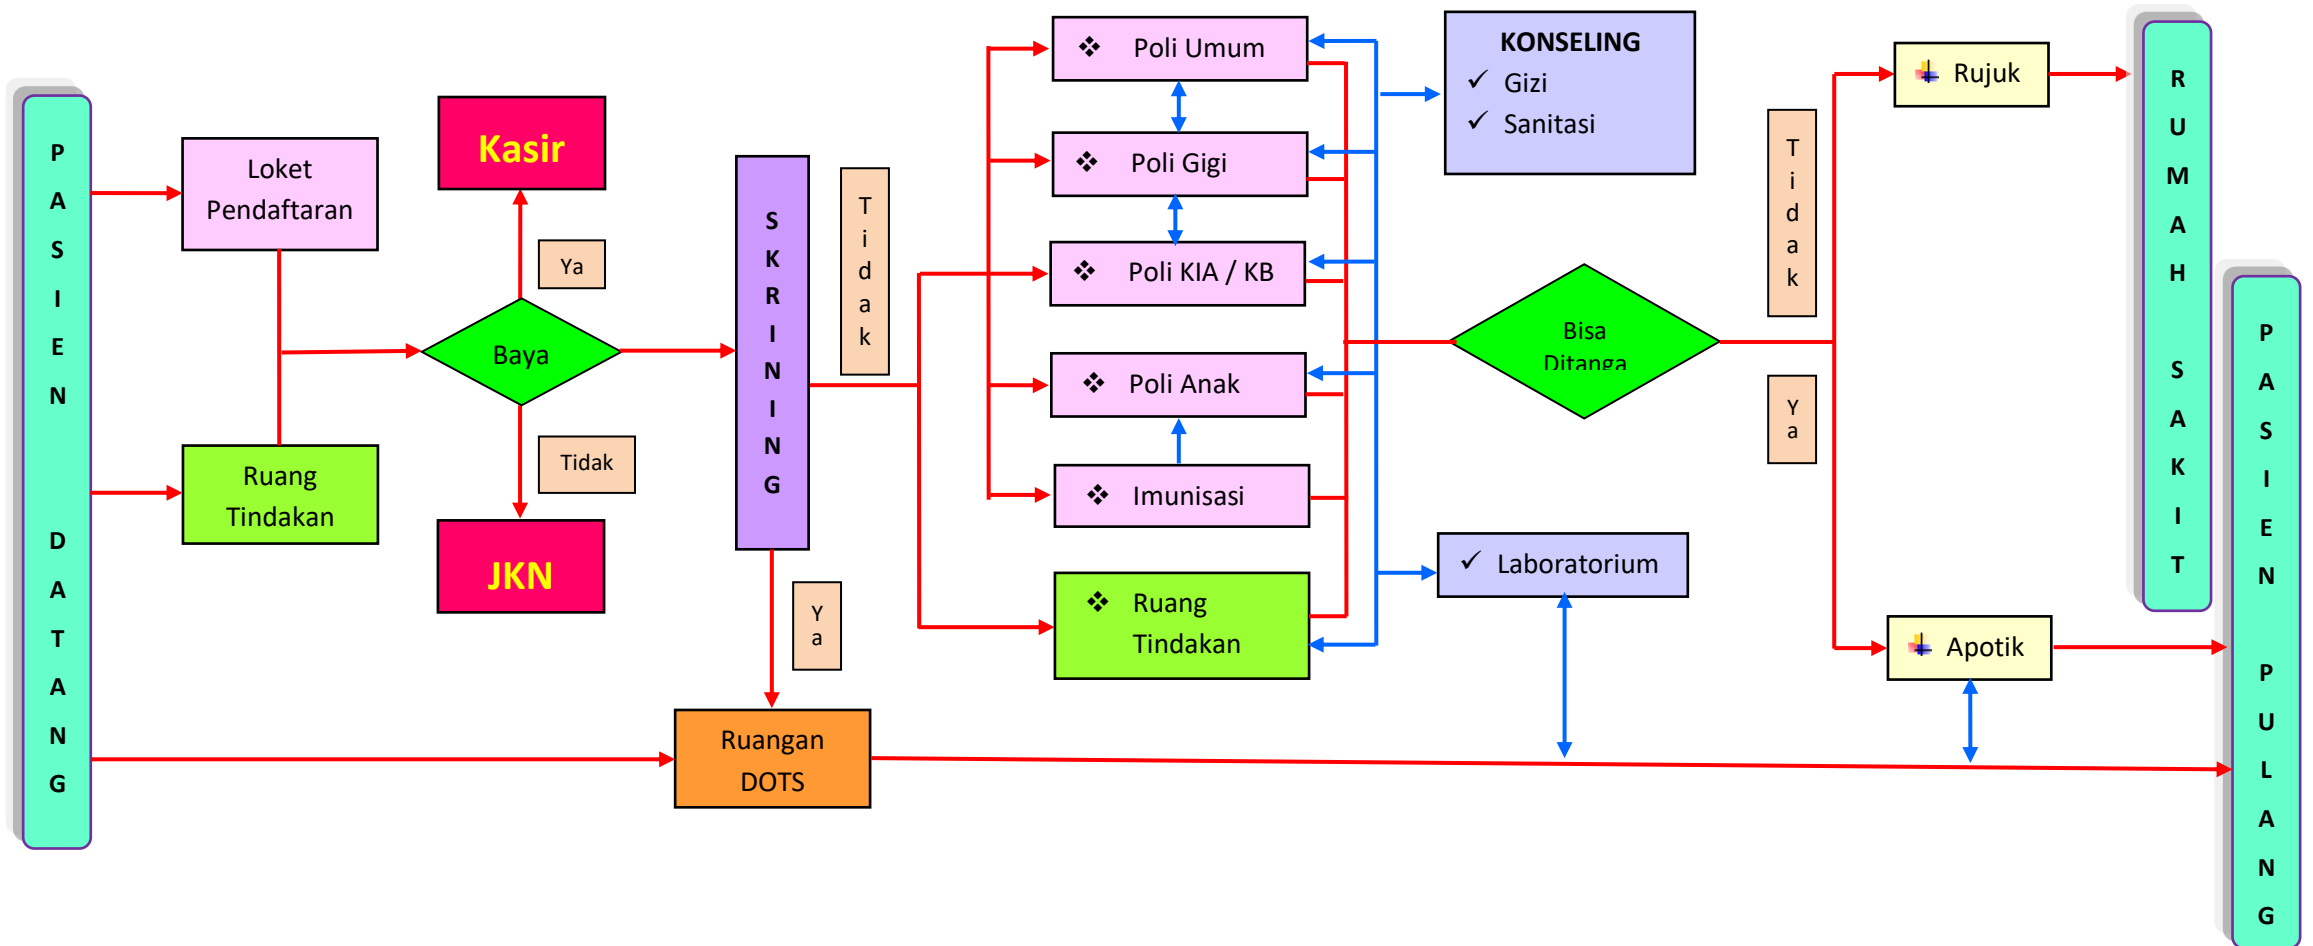 PASIEN DATANG
Loket
Pendaftaran
Ruang
Tindakan
Kasir
Ya
Baya
Tidak
JKN
SKRINING
Tidak
Ya
Ruangan
DOTS
❖ Poli Umum
❖ Poli Gigi
❖ Poli KIA / KB
❖ Poli Anak
❖ Imunisasi
❖ Ruang
Tindakan
KONSELING
✓ Gizi
✓ Sanitasi
✓ Laboratorium
Bisa
Ditanga
Tidak
Ya
Rujuk
Apotik
RUMAH SAKIT
PASIEN PULANG